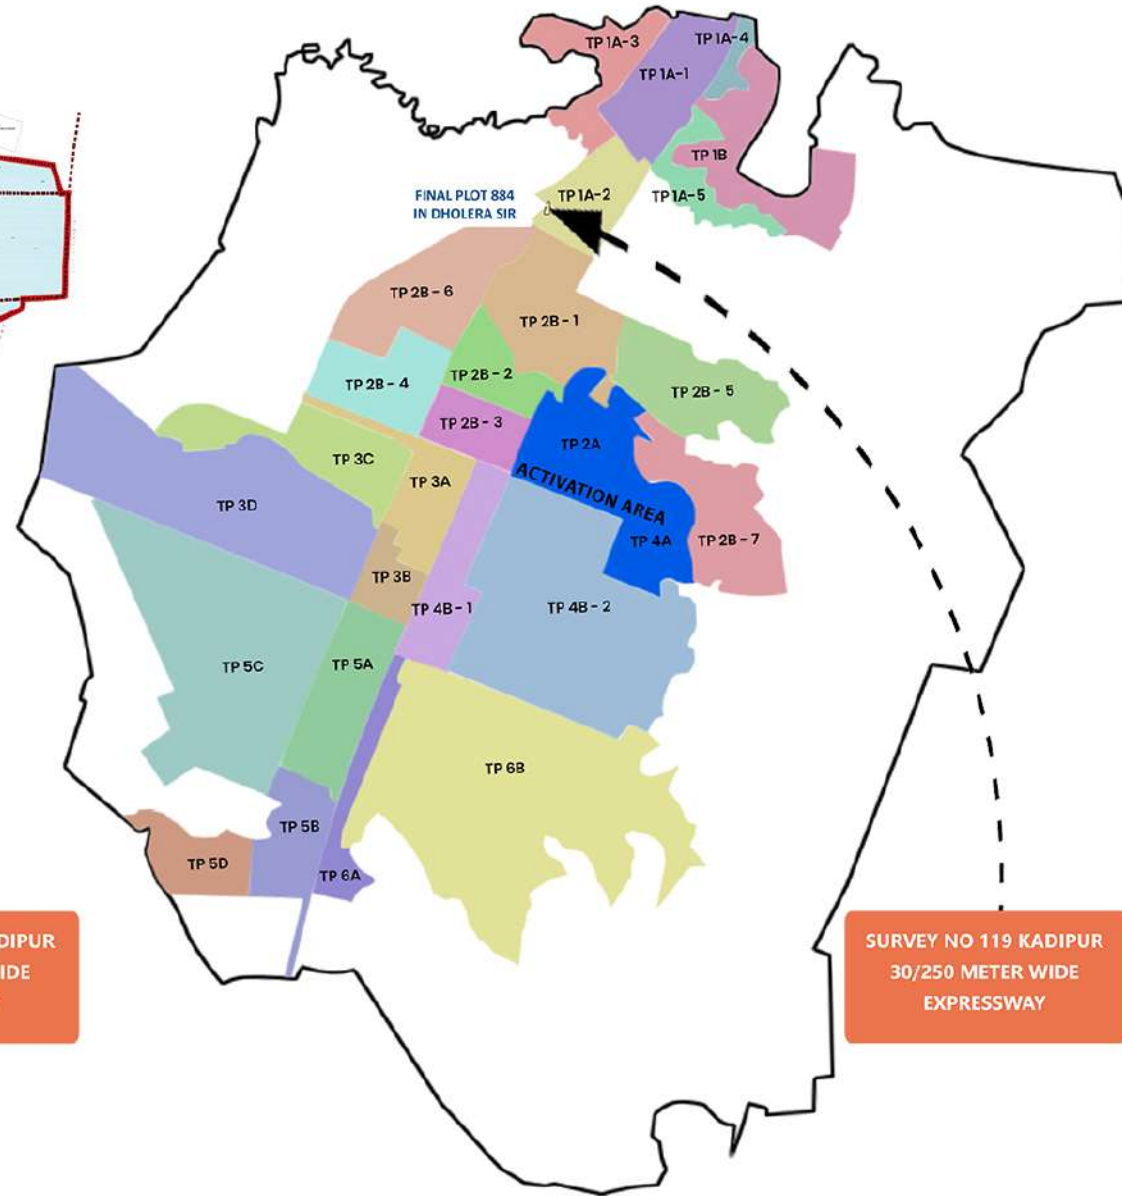 TP 1A-3
TP 1A-4
TP 1A-1
TP 1B
TP 1A-2
TP 1A-5
FINAL PLOT 884
IN DHOLERA SIR
TP 2B - 6
TP 2B - 1
TP 2B - 2
TP 2B - 4
TP 2B - 5
TP 2B - 3
TP 2A
TP 3C
TP 3A
ACTIVATION AREA
TP 3D
TP 4A
TP 2B - 7
TP 3B
TP 4B - 1
TP 4B - 2
TP 5C
TP 5A
TP 6B
TP 5B
TP 5D
TP 6A
DIPUR
IDE
SURVEY NO 119 KADIPUR
30/250 METER WIDE
EXPRESSWAY